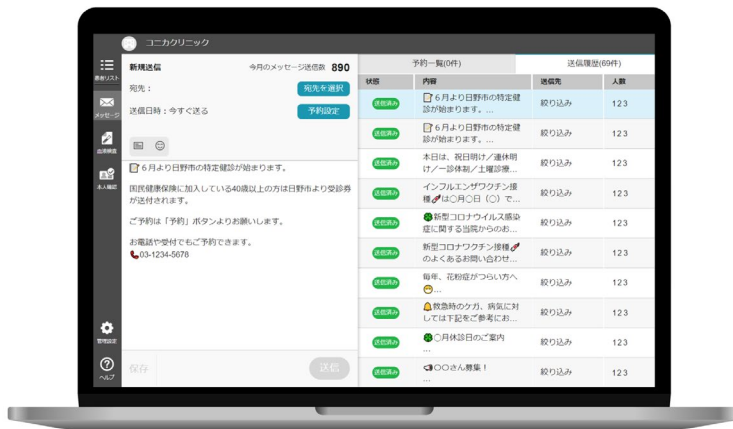 コニカクリニック
患者リスト
メッセージ
血液検査
本人確認
管理設定
ヘルプ
新規送信
今月のメッセージ送信数 890
宛先：
宛先を選択
送信日時：今すぐ送る
予約設定
📝6月より日野市の特定健診が始まります。
国民健康保険に加入している40歳以上の方は日野市より受診券
が送付されます。
ご予約は「予約」ボタンよりお願いします。
お電話や受付でもご予約できます。
📞03-1234-5678
保存
送信
予約一覧(0件)
送信履歴(69件)
状態 内容 送信先 人数
送信済み 📝6月より日野市の特定健 絞り込み 123
診が始まります。...
送信済み 📝6月より日野市の特定健 絞り込み 123
診が始まります。...
送信済み 本日は、祝日明け／連休明 絞り込み 123
け／一診体制／土曜診療...
送信済み インフルエンザワクチン接 絞り込み 123
種💉は〇月〇日（〇）で...
送信済み 🍀新型コロナウイルス感染 絞り込み 123
症に関する当院からのお...
送信済み 新型コロナワクチン接種💉 絞り込み 123
のよくあるお問い合わせ...
送信済み 毎年、花粉症がつらい方へ 絞り込み 123
😷...
送信済み 🔔救急時のケガ、病気に対 絞り込み 123
しては下記をご参考にお...
送信済み 🍀〇月休診日のご案内 絞り込み 123
...
送信済み 📢〇〇さん募集！ 絞り込み 123
...